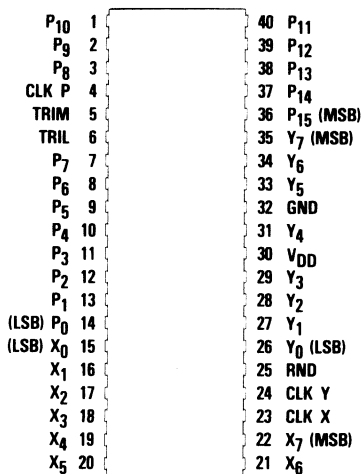 P10 1 40 P11
P9 2 39 P12
P8 3 38 P13
CLK P 4 37 P14
TRIM 5 36 P15 (MSB)
TRIL 6 35 Y7 (MSB)
P7 7 34 Y6
P6 8 33 Y5
P5 9 32 GND
P4 10 31 Y4
P3 11 30 VDD
P2 12 29 Y3
P1 13 28 Y2
(LSB) P0 14 27 Y1
(LSB) X0 15 26 Y0 (LSB)
X1 16 25 RND
X2 17 24 CLK Y
X3 18 23 CLK X
X4 19 22 X7 (MSB)
X5 20 21 X6